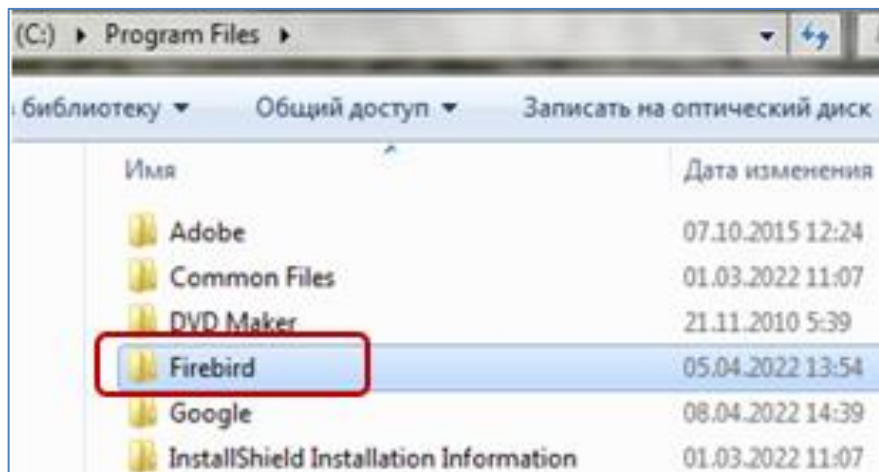 (C:) ▸ Program Files ▸
библиотеку ▾ Общий доступ ▾ Записать на оптический диск
Имя Дата изменения
Adobe 07.10.2015 12:24
Common Files 01.03.2022 11:07
DVD Maker 21.11.2010 5:39
Firebird 05.04.2022 13:54
Google 08.04.2022 14:39
InstallShield Installation Information 01.03.2022 11:07